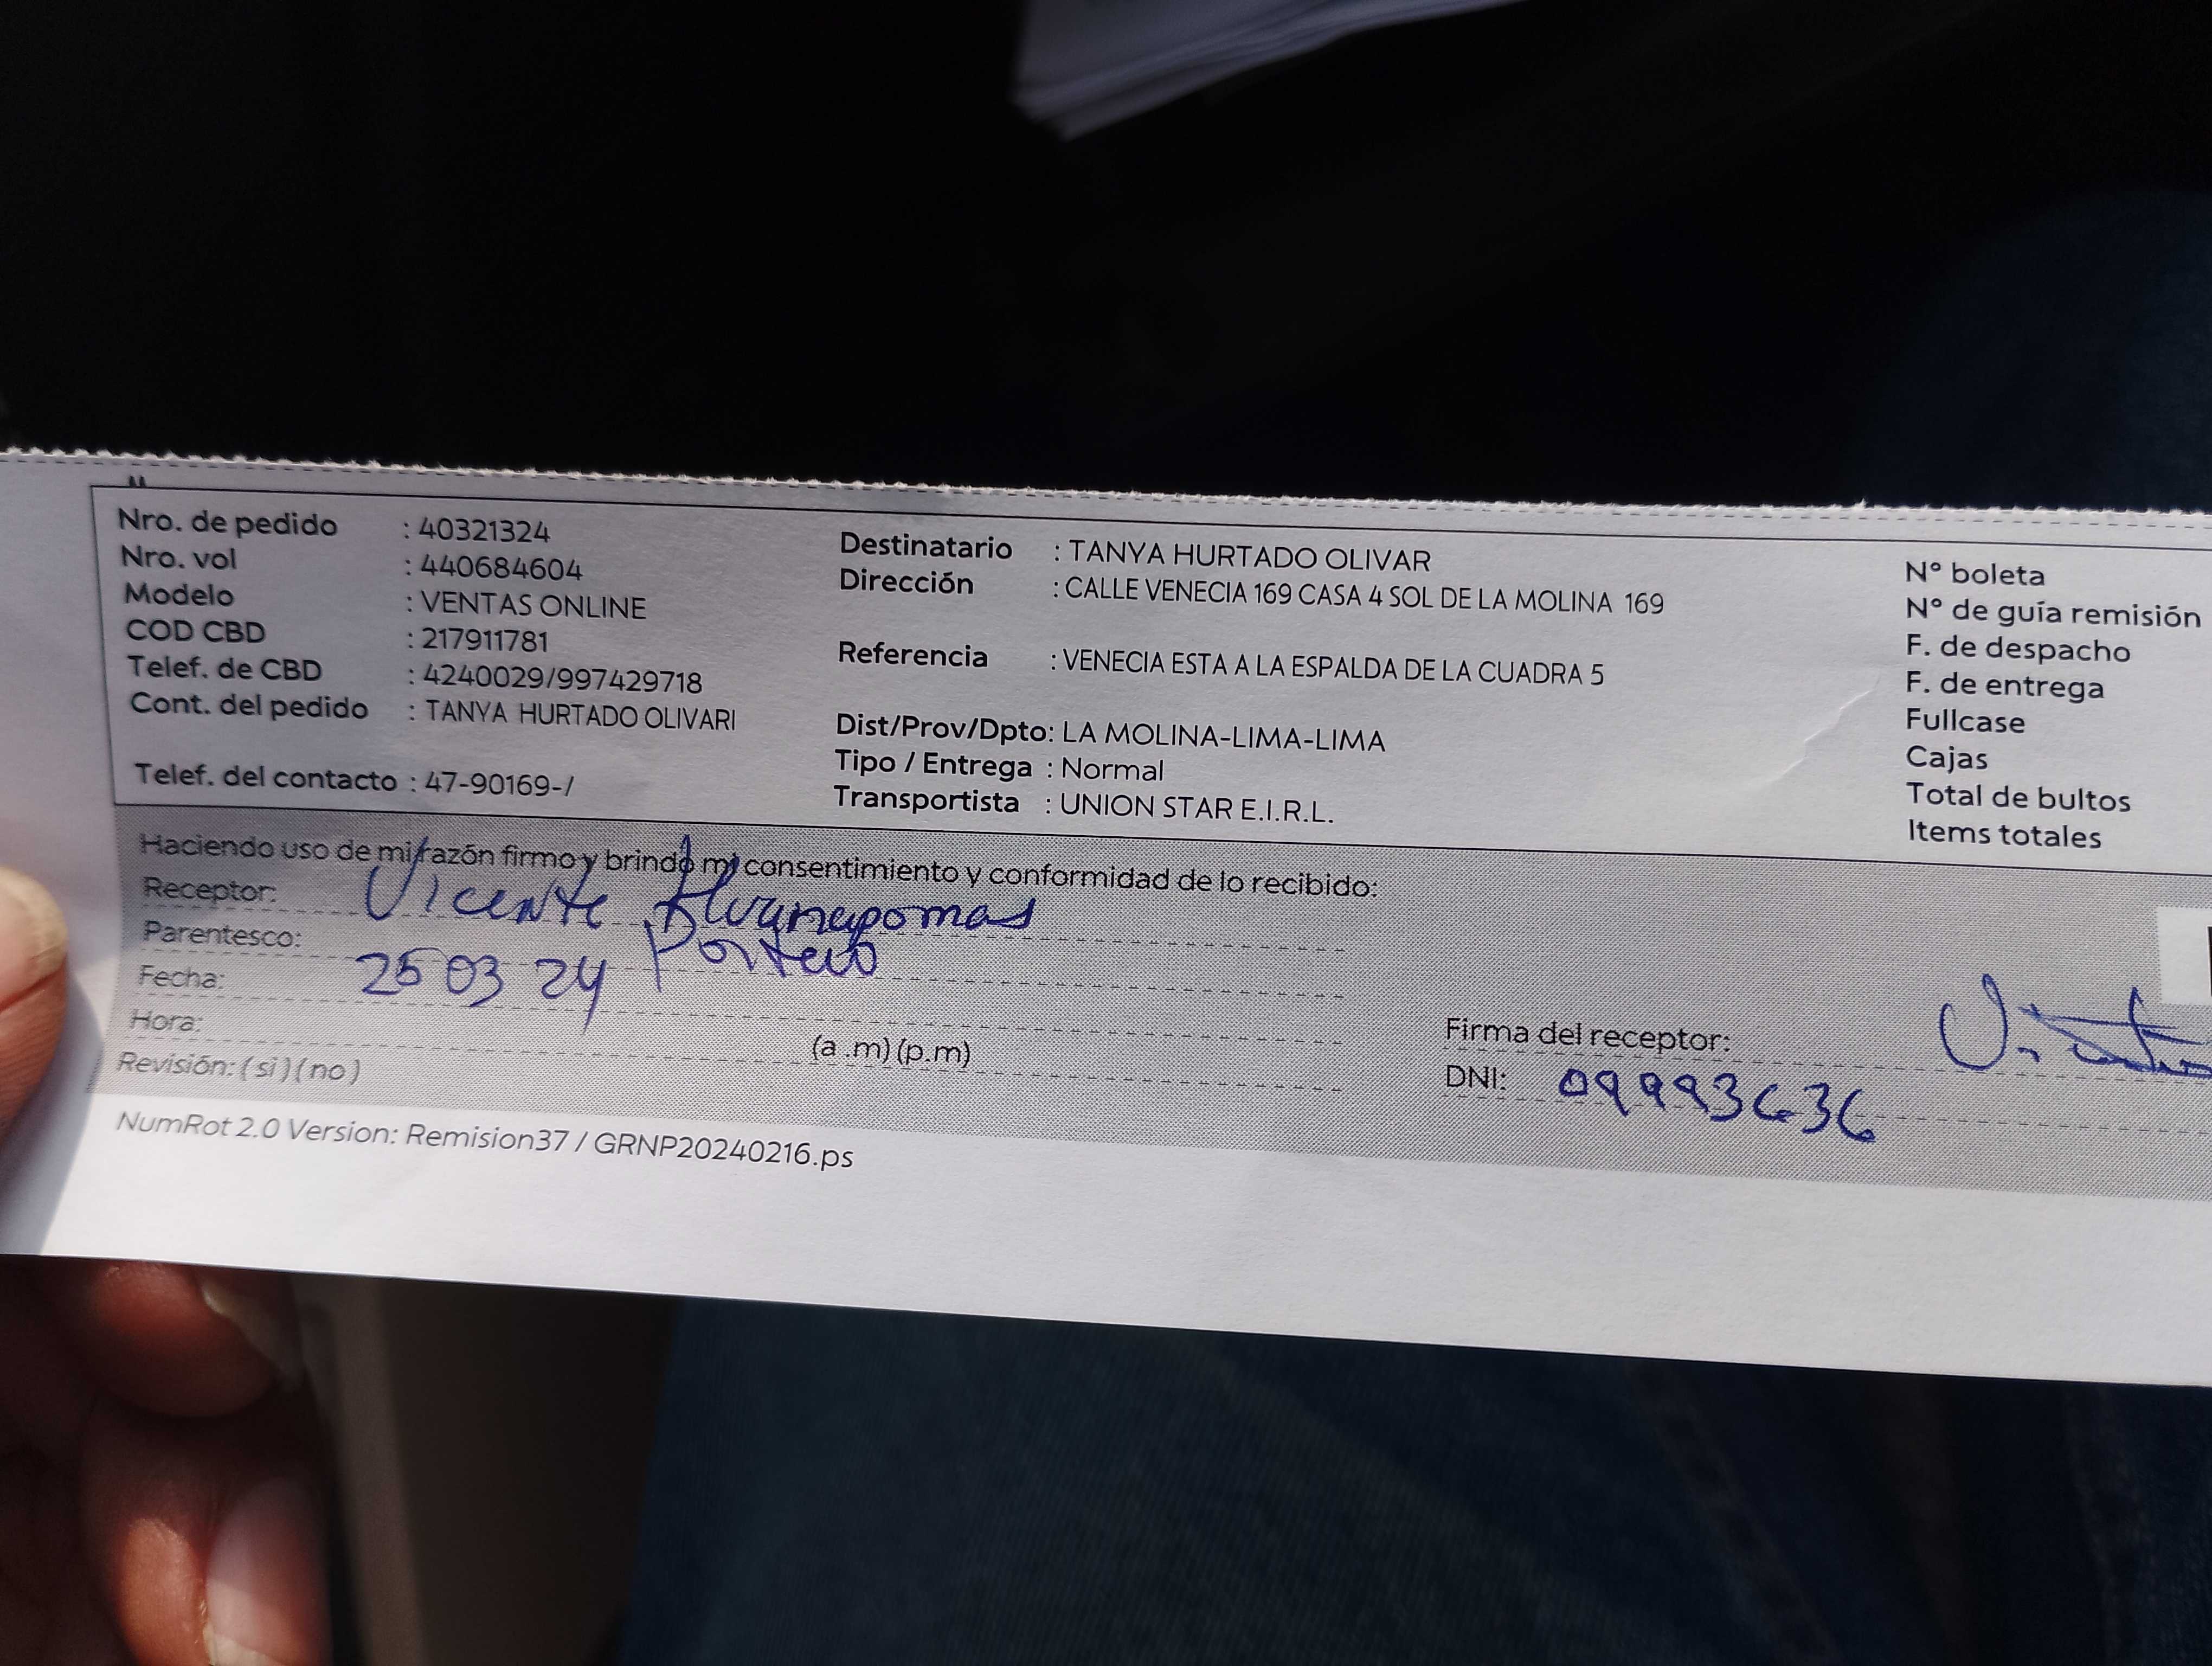 Nro. de pedido : 40321324
Nro. vol : 440684604
Modelo : VENTAS ONLINE
COD CBD : 217911781
Telef. de CBD : 4240029/997429718
Cont. del pedido : TANYA HURTADO OLIVARI
Telef. del contacto : 47-90169-/
Destinatario : TANYA HURTADO OLIVAR
Dirección : CALLE VENECIA 169 CASA 4 SOL DE LA MOLINA 169
Referencia : VENECIA ESTA A LA ESPALDA DE LA CUADRA 5
Dist/Prov/Dpto: LA MOLINA-LIMA-LIMA
Tipo / Entrega : Normal
Transportista : UNION STAR E.I.R.L.
N° boleta
N° de guía remisión
F. de despacho
F. de entrega
Fullcase
Cajas
Total de bultos
Items totales
Haciendo uso de mi razón firmo y brindo mi consentimiento y conformidad de lo recibido:
Receptor: Vicente
Parentesco: Portero
Fecha: 25 03 24
Hora: (a .m) (p.m)
Revisión: ( si ) ( no )
Firma del receptor:
DNI: 09993636
NumRot 2.0 Version: Remision37 / GRNP20240216.ps